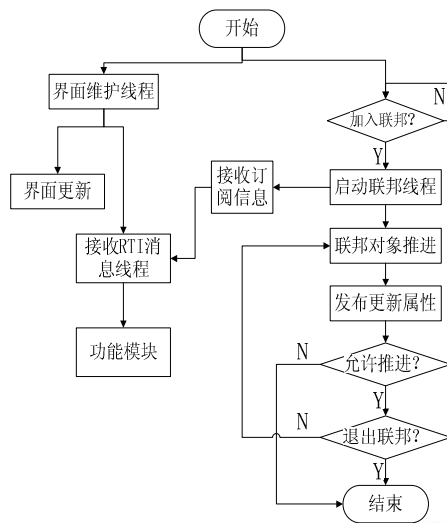 开始
界面维护线程
N
加入联邦?
Y
接收订
阅信息
启动联邦线程
界面更新
接收RTI消
息线程
联邦对象推进
发布更新属性
功能模块
N
允许推进?
Y
N
退出联邦?
Y
结束